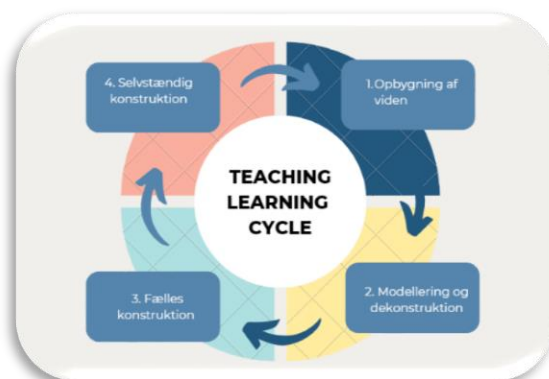 TEACHING
LEARNING
CYCLE
1.Opbygning af
viden
2. Modellering og
dekonstruktion
3. Fælles
konstruktion
4. Selvstændig
konstruktion